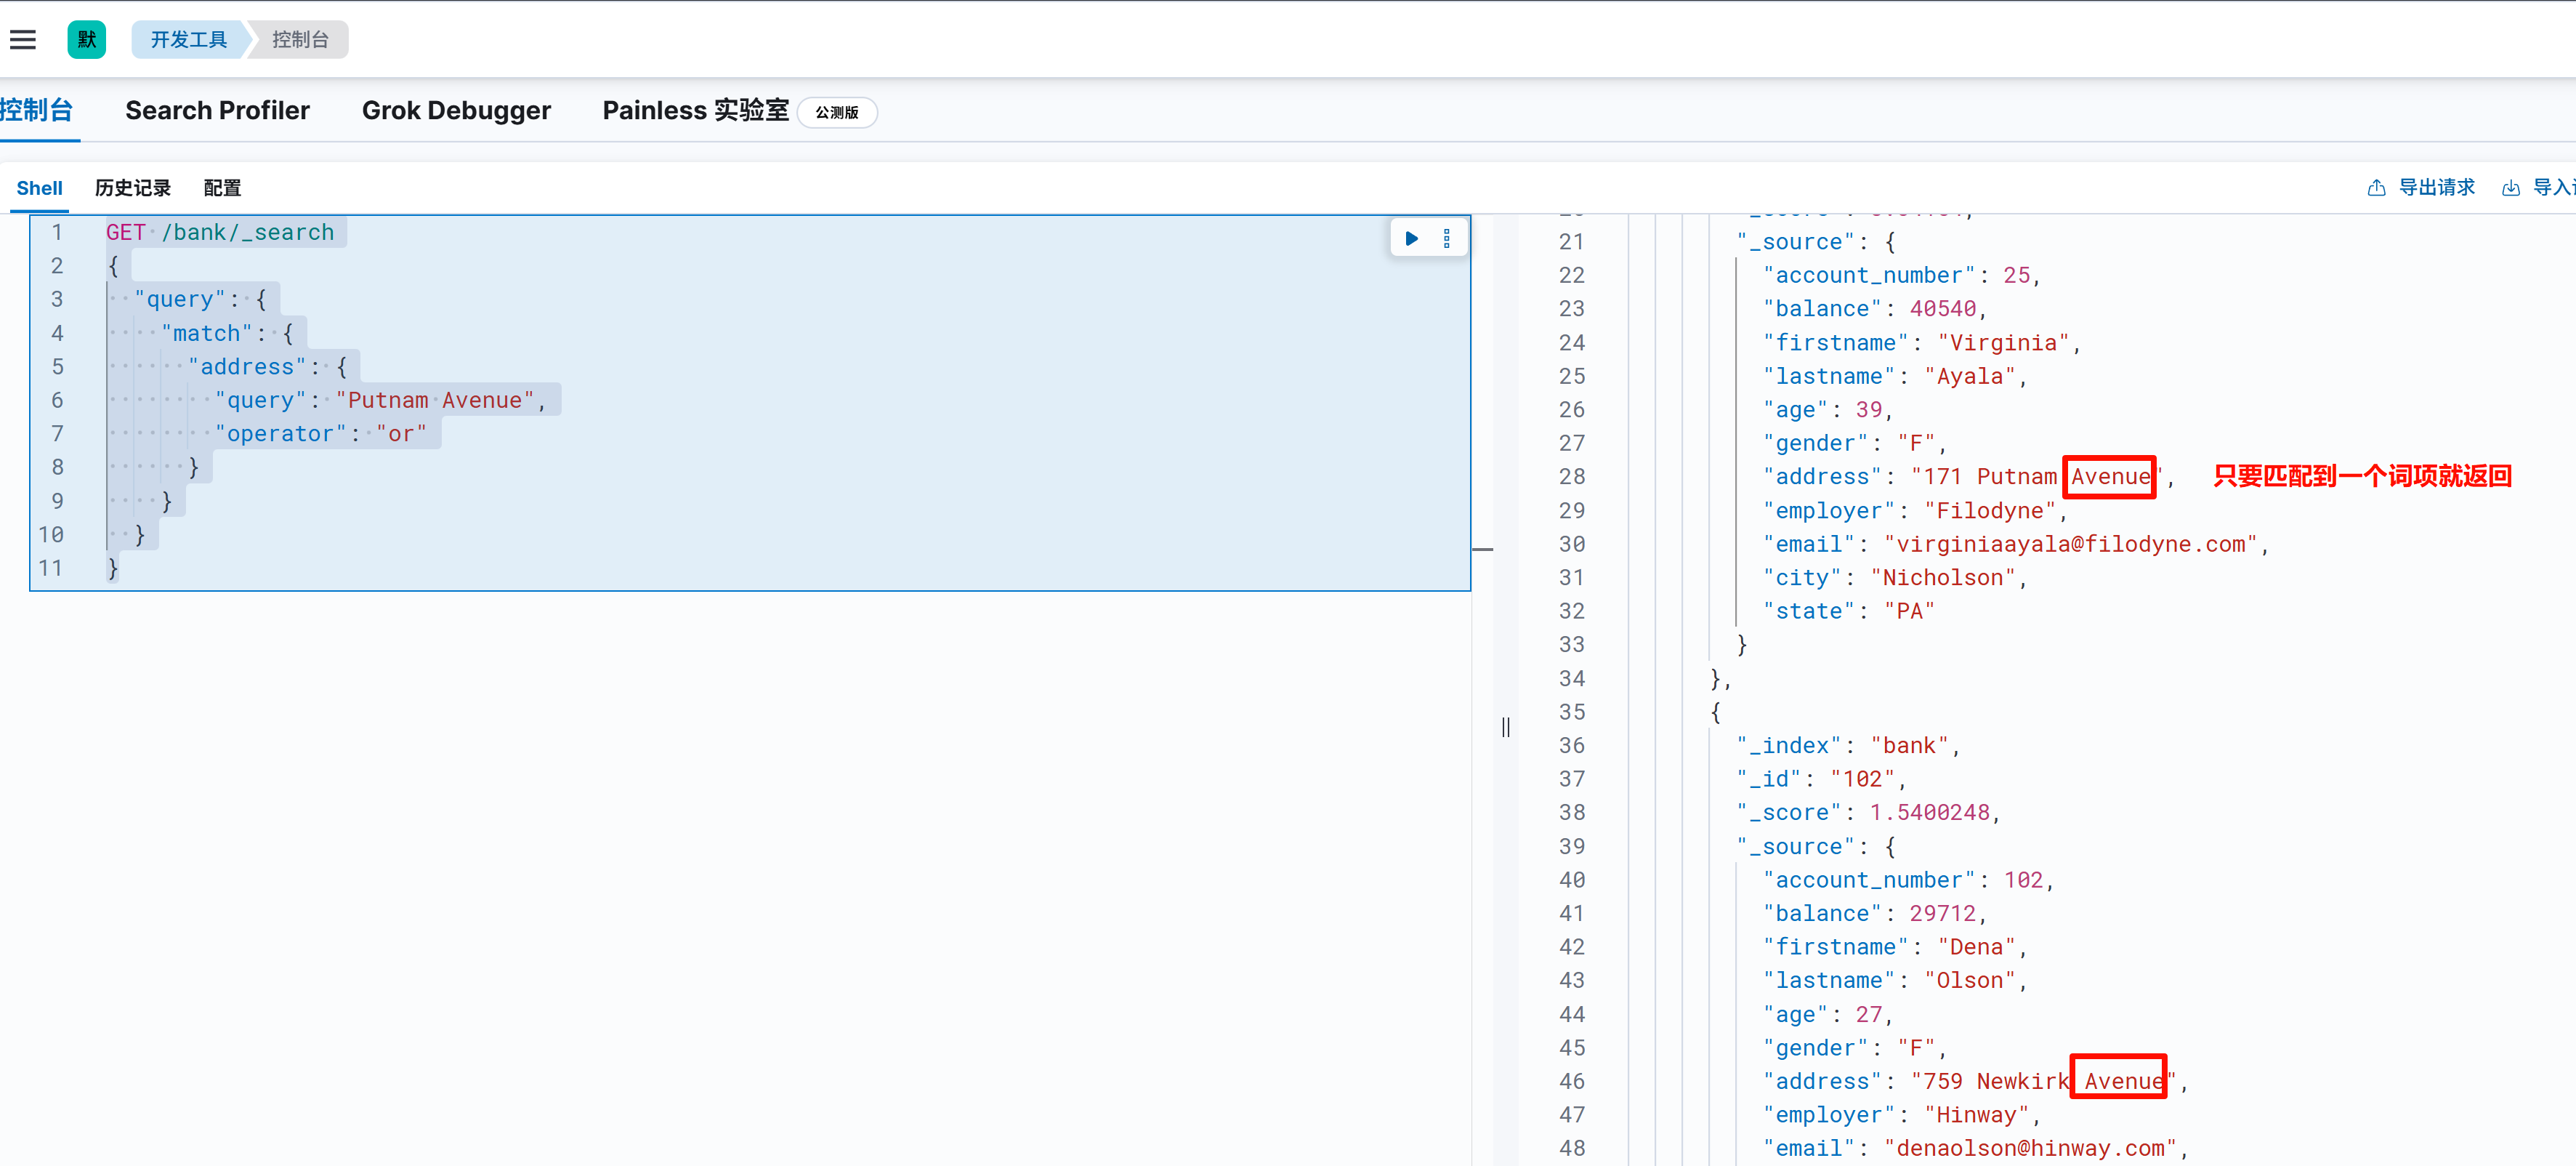 默 开发工具 控制台
控制台 Search Profiler Grok Debugger Painless 实验室 公测版
Shell 历史记录 配置 导出请求
1 GET /bank/_search
2 {
3 "query": {
4 "match": {
5 "address": {
6 "query": "Putnam Avenue",
7 "operator": "or"
8 }
9 }
10 }
11 }
21 "_source": {
22 "account_number": 25,
23 "balance": 40540,
24 "firstname": "Virginia",
25 "lastname": "Ayala",
26 "age": 39,
27 "gender": "F",
28 "address": "171 Putnam Avenue", 只要匹配到一个词项就返回
29 "employer": "Filodyne",
30 "email": "virginiaayala@filodyne.com",
31 "city": "Nicholson",
32 "state": "PA"
33 }
34 },
35 {
36 "_index": "bank",
37 "_id": "102",
38 "_score": 1.5400248,
39 "_source": {
40 "account_number": 102,
41 "balance": 29712,
42 "firstname": "Dena",
43 "lastname": "Olson",
44 "age": 27,
45 "gender": "F",
46 "address": "759 Newkirk Avenue",
47 "employer": "Hinway",
48 "email": "denaolson@hinway.com",